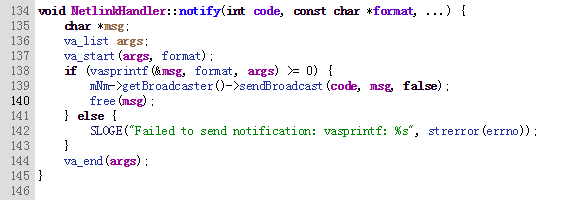 134 void NetlinkHandler::notify(int code, const char *format, ...) {
135     char *msg;
136     va_list args;
137     va_start(args, format);
138     if (vasprintf(&msg, format, args) >= 0) {
139         mNm->getBroadcaster()->sendBroadcast(code, msg, false);
140         free(msg);
141     } else {
142         SLOGE("Failed to send notification: vasprintf: %s", strerror(errno));
143     }
144     va_end(args);
145 }
146